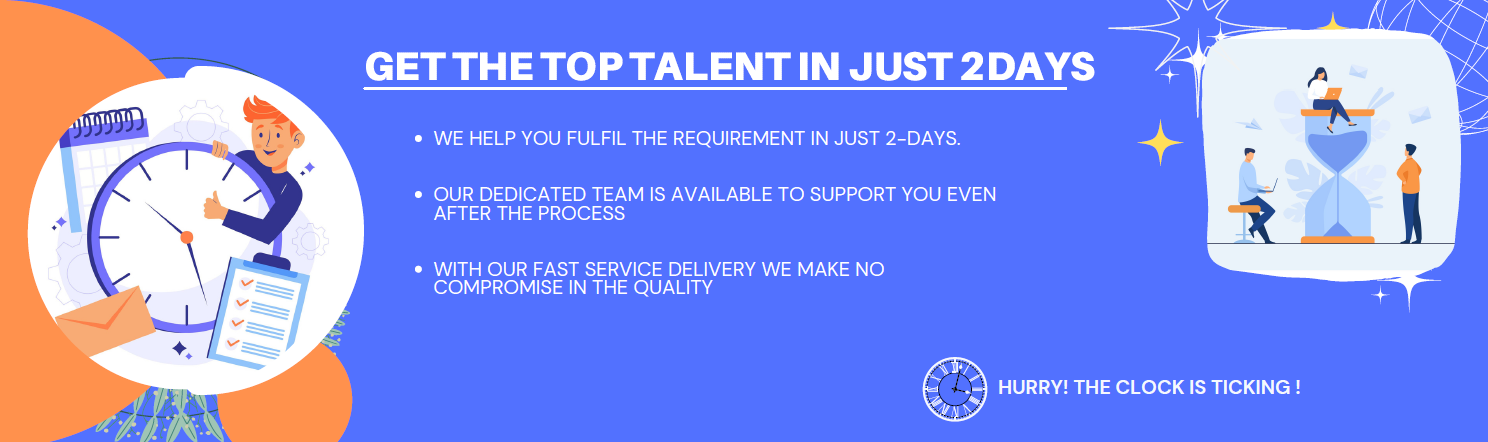 GET THE TOP TALENT IN JUST 2DAYS
• WE HELP YOU FULFIL THE REQUIREMENT IN JUST 2-DAYS.
• OUR DEDICATED TEAM IS AVAILABLE TO SUPPORT YOU EVEN
AFTER THE PROCESS
• WITH OUR FAST SERVICE DELIVERY WE MAKE NO
COMPROMISE IN THE QUALITY
HURRY! THE CLOCK IS TICKING !